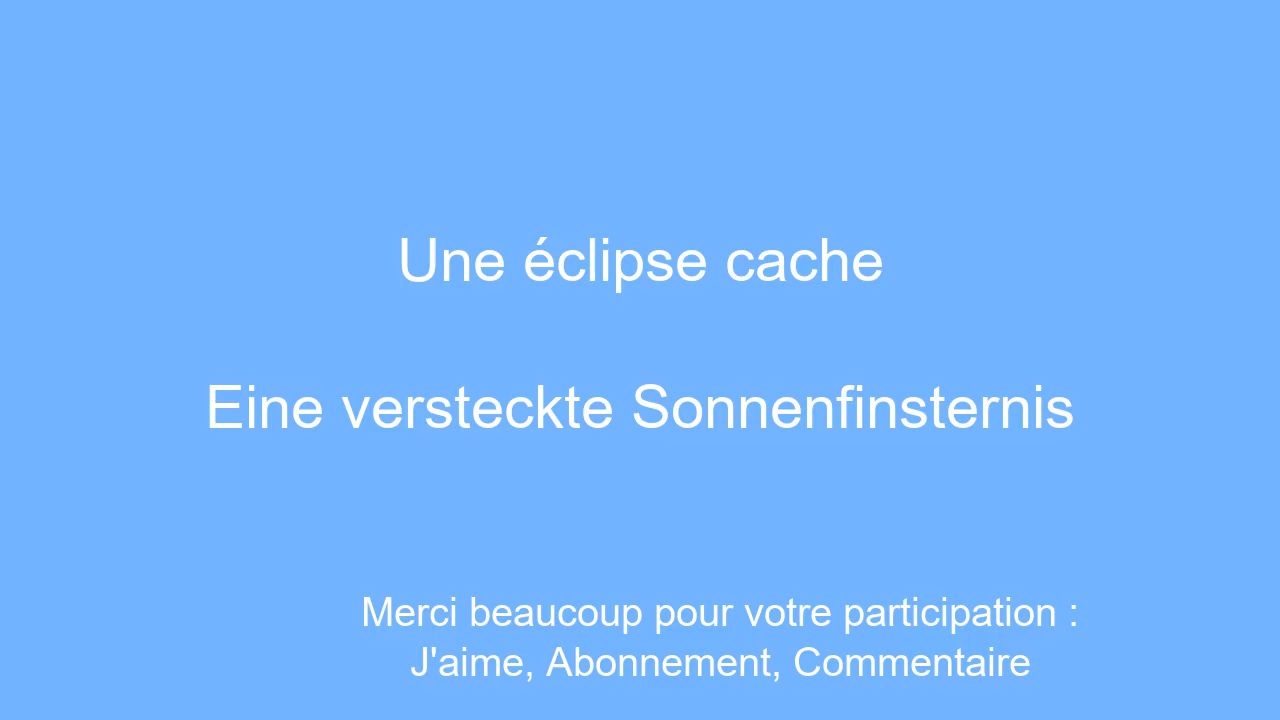 Une éclipse cache
Eine versteckte Sonnenfinsternis
Merci beaucoup pour votre participation :
J'aime, Abonnement, Commentaire